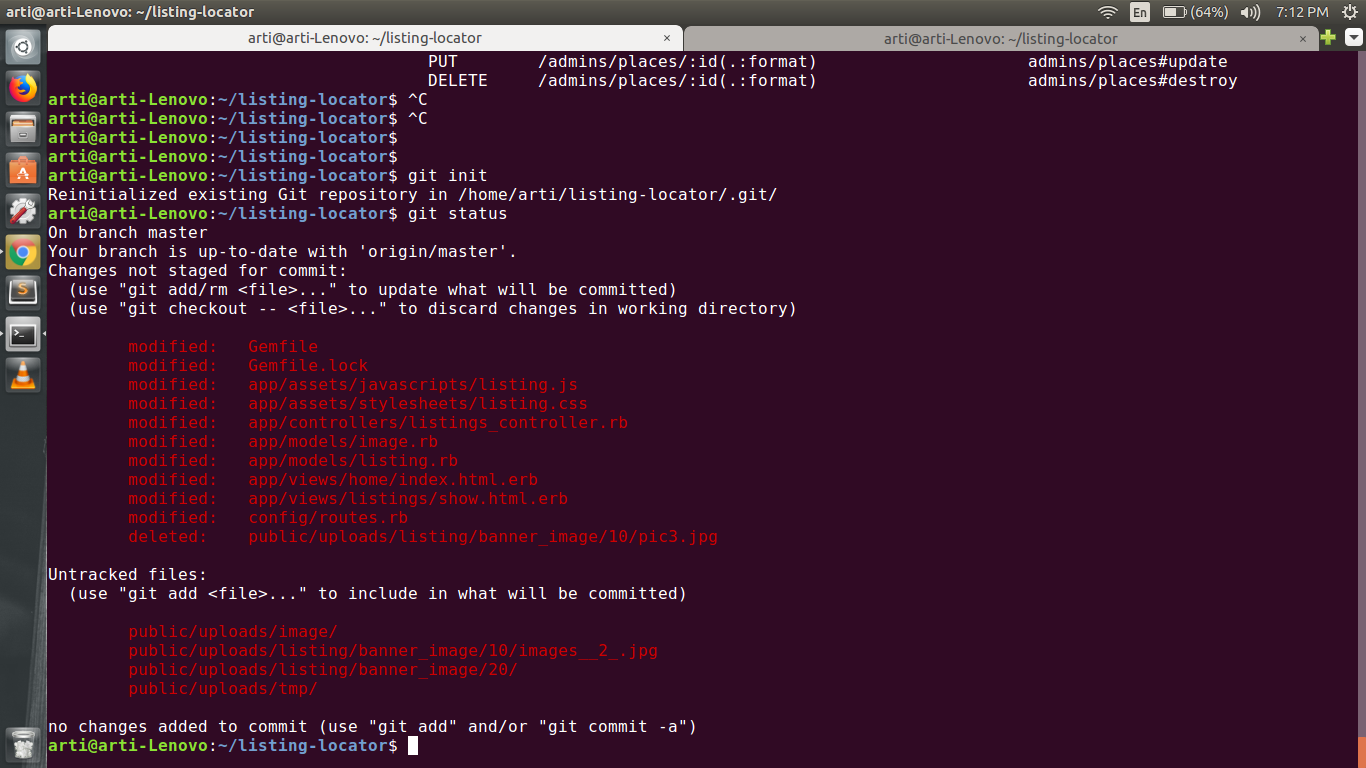 arti@arti-Lenovo: ~/listing-locator
En
(64%)
7:12 PM
arti@arti-Lenovo: ~/listing-locator ×
arti@arti-Lenovo: ~/listing-locator ×
PUT /admins/places/:id(.:format) admins/places#update
DELETE /admins/places/:id(.:format) admins/places#destroy
arti@arti-Lenovo:~/listing-locator$ ^C
arti@arti-Lenovo:~/listing-locator$ ^C
arti@arti-Lenovo:~/listing-locator$
arti@arti-Lenovo:~/listing-locator$
arti@arti-Lenovo:~/listing-locator$ git init
Reinitialized existing Git repository in /home/arti/listing-locator/.git/
arti@arti-Lenovo:~/listing-locator$ git status
On branch master
Your branch is up-to-date with 'origin/master'.
Changes not staged for commit:
(use "git add/rm <file>..." to update what will be committed)
(use "git checkout -- <file>..." to discard changes in working directory)
modified: Gemfile
modified: Gemfile.lock
modified: app/assets/javascripts/listing.js
modified: app/assets/stylesheets/listing.css
modified: app/controllers/listings_controller.rb
modified: app/models/image.rb
modified: app/models/listing.rb
modified: app/views/home/index.html.erb
modified: app/views/listings/show.html.erb
modified: config/routes.rb
deleted: public/uploads/listing/banner_image/10/pic3.jpg
Untracked files:
(use "git add <file>..." to include in what will be committed)
public/uploads/image/
public/uploads/listing/banner_image/10/images__2_.jpg
public/uploads/listing/banner_image/20/
public/uploads/tmp/
no changes added to commit (use "git add" and/or "git commit -a")
arti@arti-Lenovo:~/listing-locator$